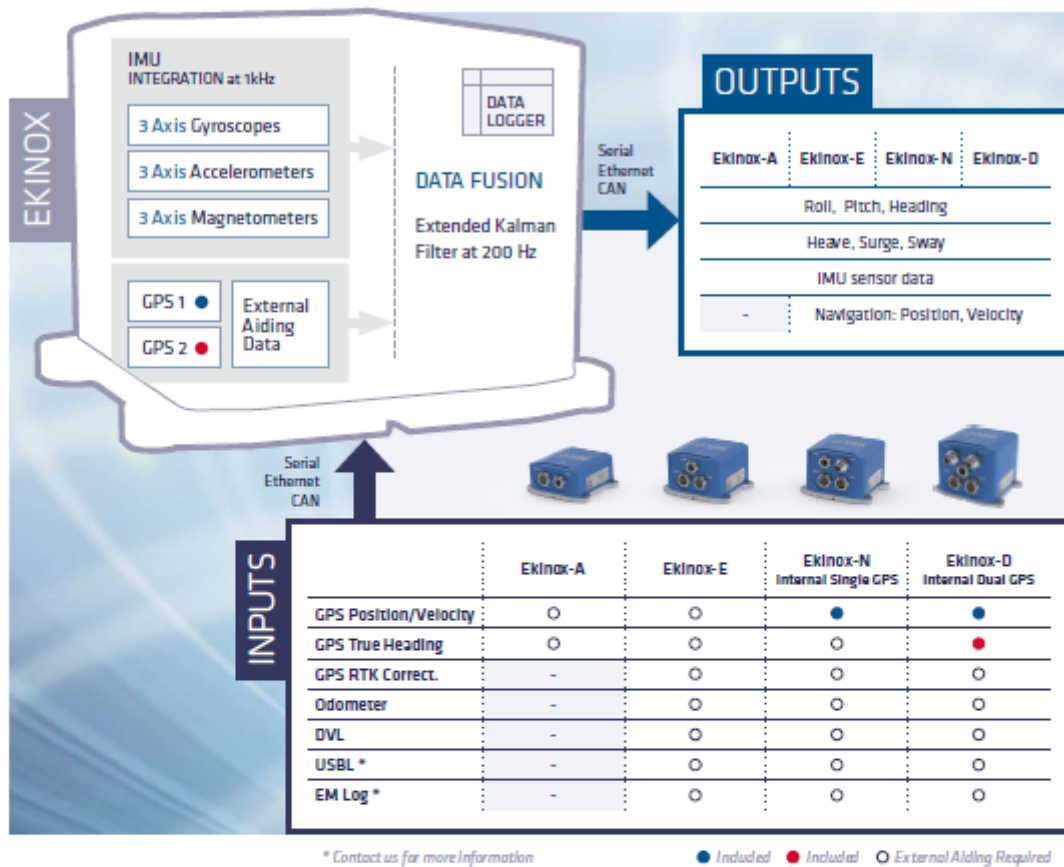 EKINOX
IMU
INTEGRATION at 1kHz
3 Axis Gyroscopes
3 Axis Accelerometers
3 Axis Magnetometers
GPS 1
GPS 2
External
Aiding
Data
DATA
LOGGER
DATA FUSION
Extended Kalman
Filter at 200 Hz
Serial
Ethernet
CAN
OUTPUTS
Ekinox-A Ekinox-E Ekinox-N Ekinox-D
Roll, Pitch, Heading
Heave, Surge, Sway
IMU sensor data
- Navigation: Position, Velocity
Serial
Ethernet
CAN
INPUTS
Ekinox-A Ekinox-E Ekinox-N Ekinox-D
Internal Single GPS Internal Dual GPS
GPS Position/Velocity
GPS True Heading
GPS RTK Correct. -
Odometer -
DVL -
USBL * -
EM Log * -
* Contact us for more information
Included Included External Aiding Required